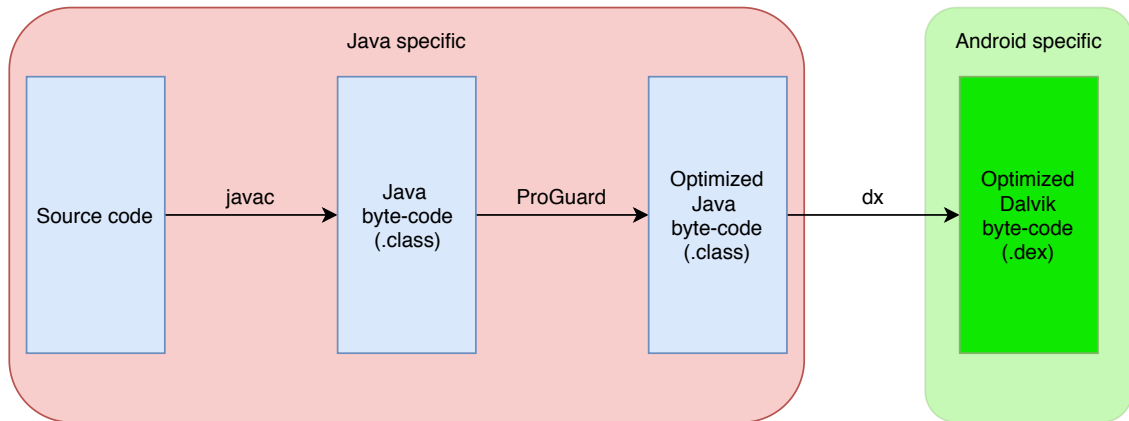 Java specific
Android specific
Source code
javac
Java
byte-code
(.class)
ProGuard
Optimized
Java
byte-code
(.class)
dx
Optimized
Dalvik
byte-code
(.dex)